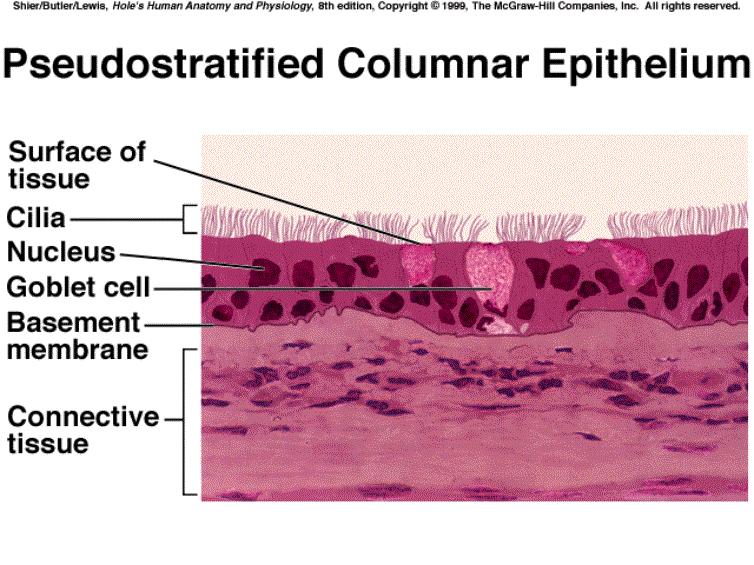 Shier/Butler/Lewis, Hole's Human Anatomy and Physiology, 8th edition, Copyright © 1999, The McGraw-Hill Companies, Inc. All rights reserved.
Pseudostratified Columnar Epithelium
Surface of
tissue
Cilia
Nucleus
Goblet cell
Basement
membrane
Connective
tissue